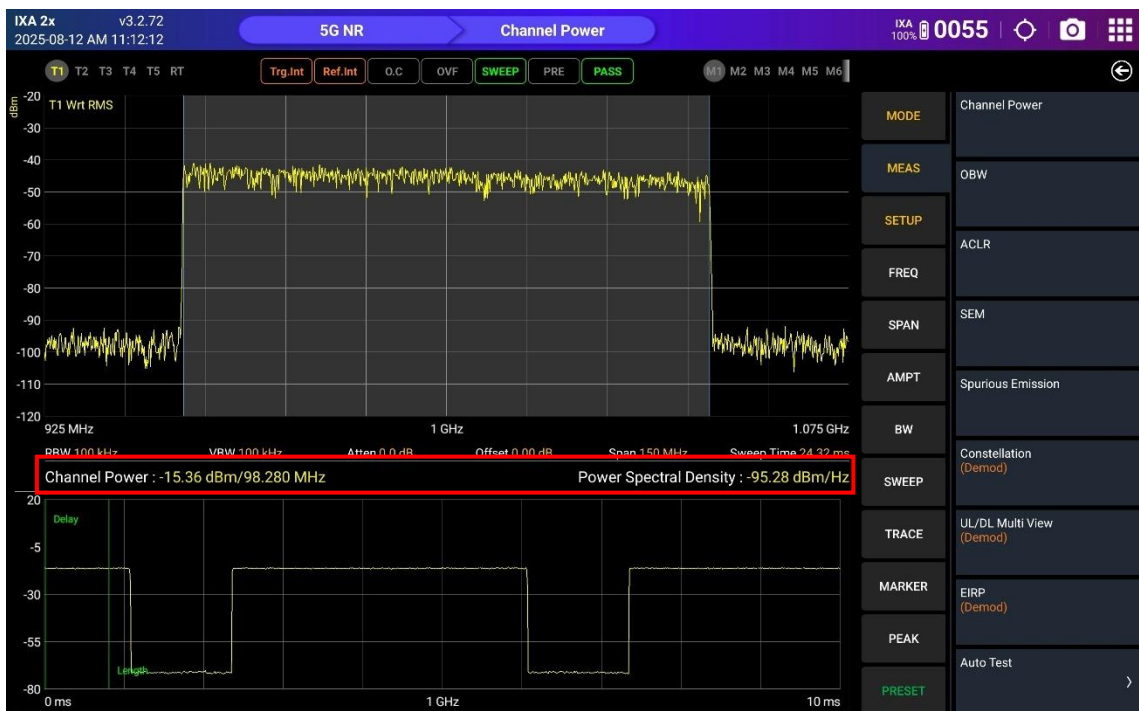 IXA 2x v3.2.72
2025-08-12 AM 11:12:12
5G NR
Channel Power
IXA
100%
0055
T1 T2 T3 T4 T5 RT
Trg.Int Ref.Int O.C OVF SWEEP PRE PASS
M1 M2 M3 M4 M5 M6
dBm
-20
-30
-40
-50
-60
-70
-80
-90
-100
-110
-120
T1 Wrt RMS
925 MHz 1 GHz 1.075 GHz
RBW 100 kHz VBW 100 kHz Atten 0.0 dB Offset 0.00 dB Span 150 MHz Sweep Time 24.32 ms
Channel Power : -15.36 dBm/98.280 MHz Power Spectral Density : -95.28 dBm/Hz
20
-5
-30
-55
-80
Delay
Length
0 ms 1 GHz 10 ms
MODE
MEAS
SETUP
FREQ
SPAN
AMPT
BW
SWEEP
TRACE
MARKER
PEAK
PRESET
Channel Power
OBW
ACLR
SEM
Spurious Emission
Constellation
(Demod)
UL/DL Multi View
(Demod)
EIRP
(Demod)
Auto Test